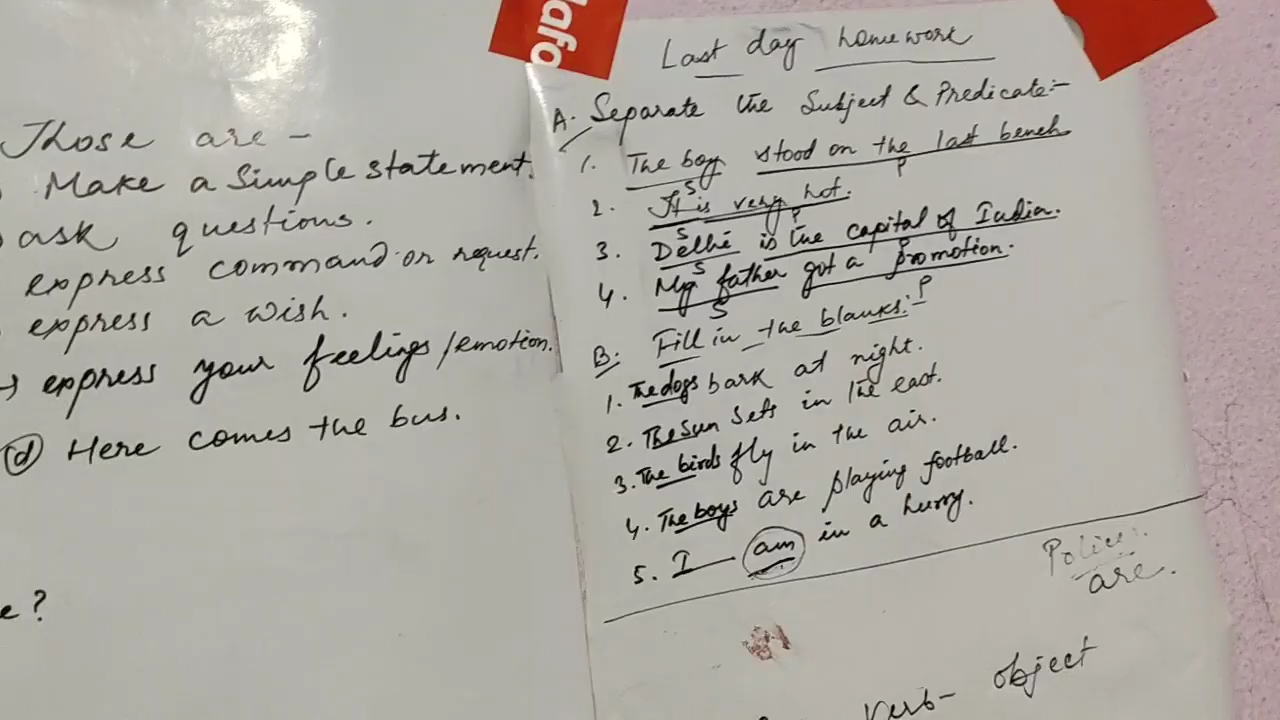 Those are -
Make a Simple statement.
ask questions.
express command or request.
express a wish.
→ express your feelings/emotion.
(d) Here comes the bus.
e?
lafa
Last day homework
A. Separate the Subject & Predicate:-
1. The boy stood on the last bench
S P
2. It is very hot.
S P
3. Delhi is the capital of India.
S P
4. My father got a promotion.
S P
B: Fill in the blanks:-
1. The dogs bark at night.
2. The Sun Sets in the east.
3. The birds fly in the air.
4. The boys are playing football.
5. I — am in a hurry.
Police
are.
verb- object